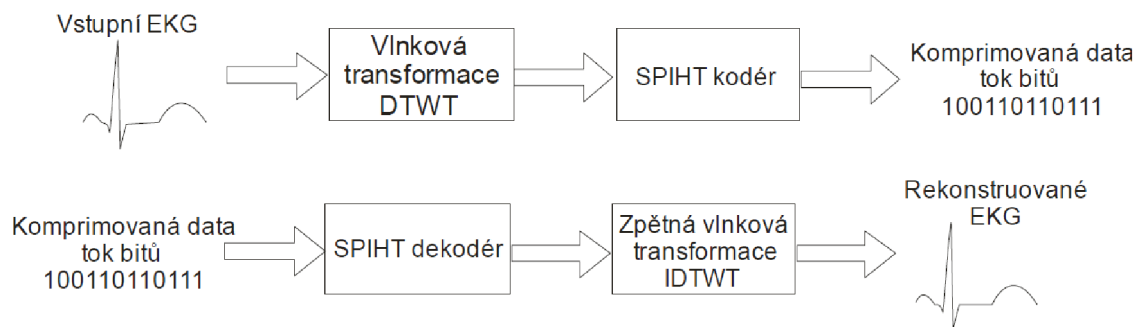 Vstupní EKG
Vlnková
transformace
DTWT
SPIHT kodér
Komprimovaná data
tok bitů
100110110111
Komprimovaná data
tok bitů
100110110111
SPIHT dekodér
Zpětná vlnková
transformace
IDTWT
Rekonstruované
EKG